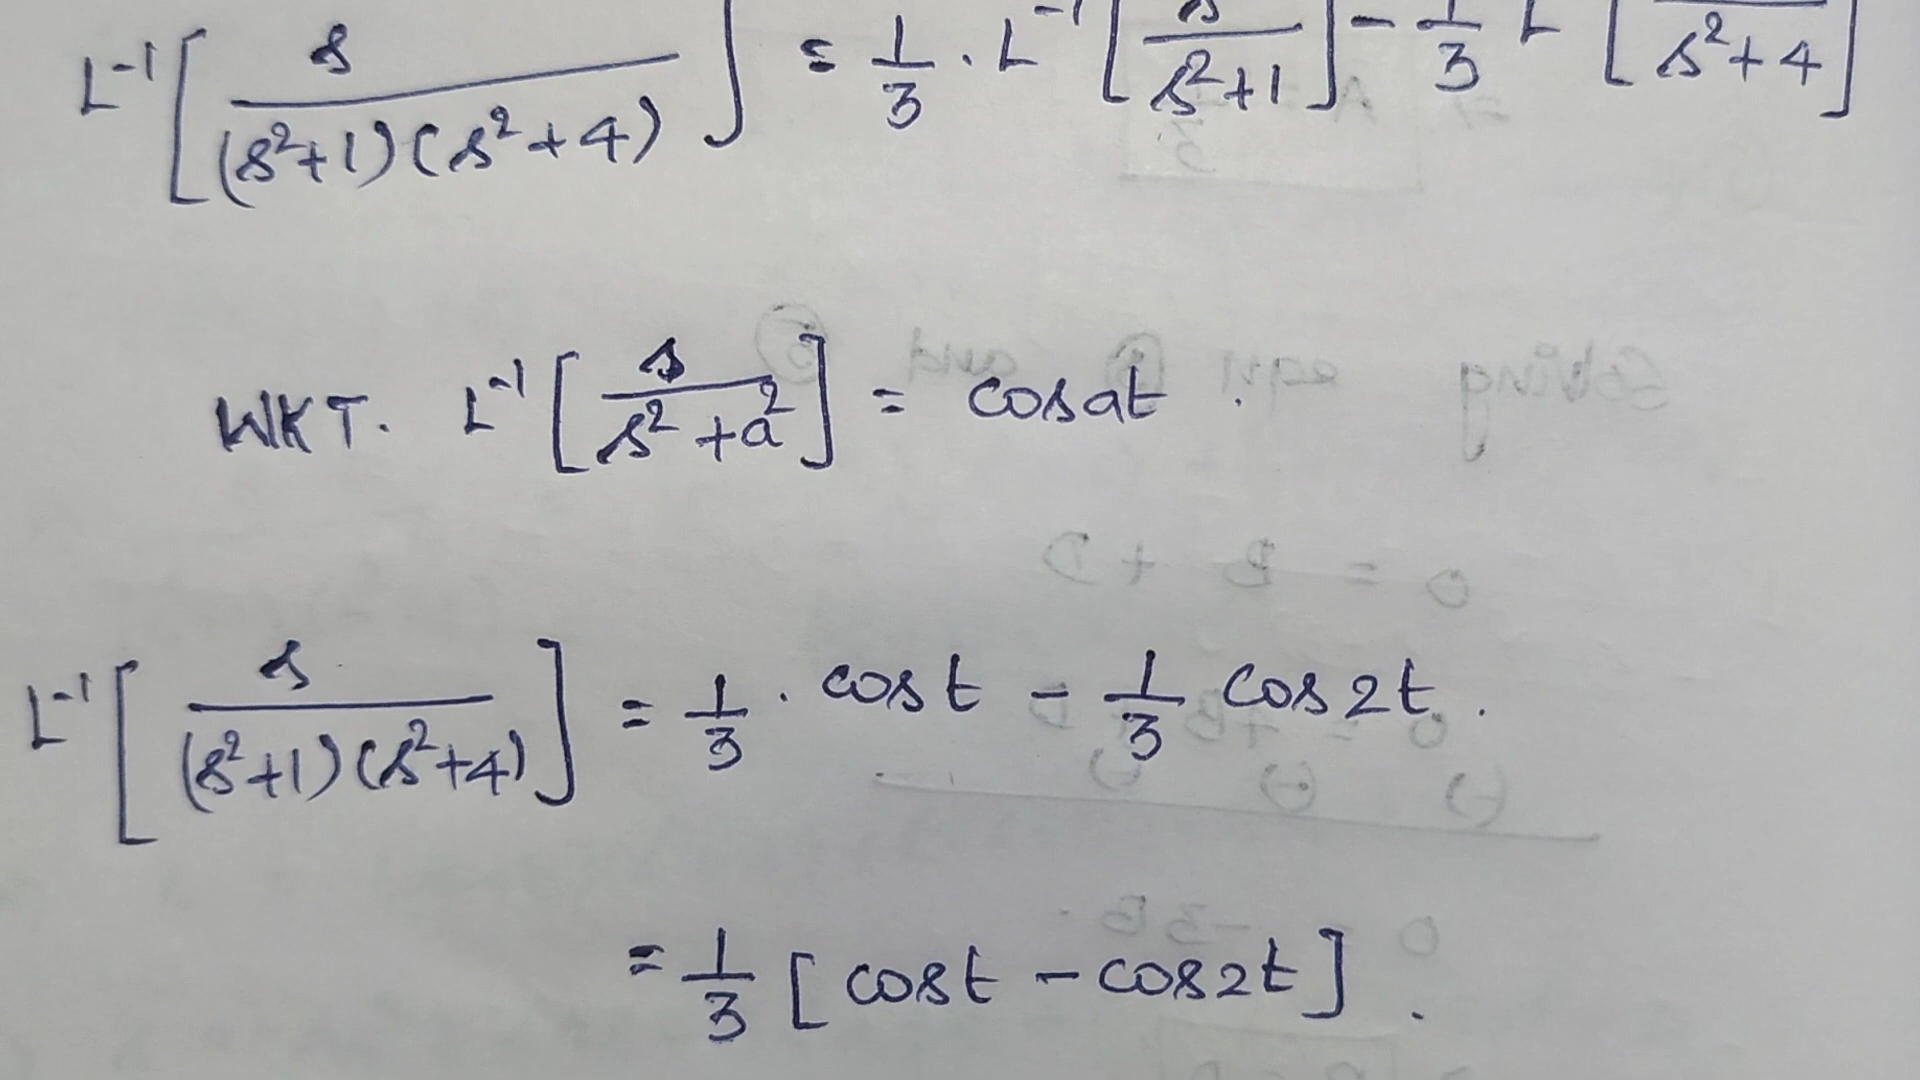 L⁻¹[s/((s²+1)(s²+4))] = 1/3 · L⁻¹[s/(s²+1)] - 1/3 L [ /(s²+4)]
WKT. L⁻¹[s/(s²+a²)] = cosat.
L⁻¹[s/((s²+1)(s²+4))] = 1/3 · cost - 1/3 cos2t.
= 1/3 [cost - cos2t].